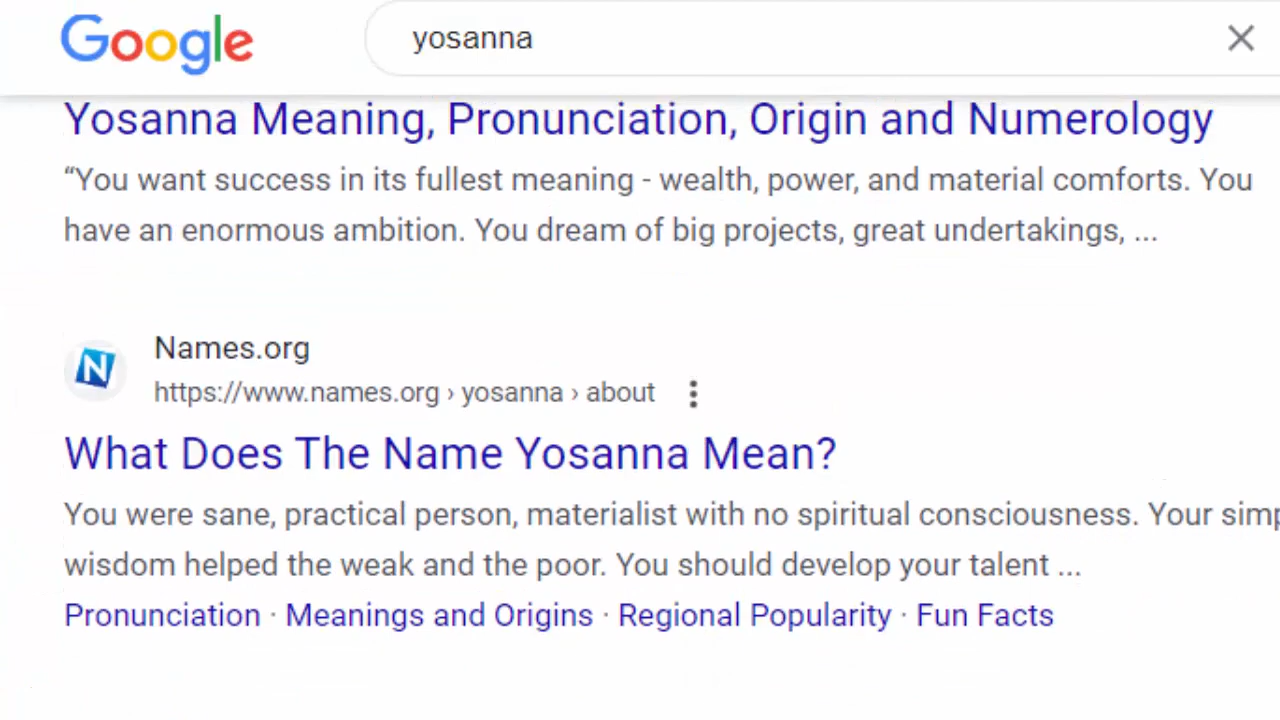 Google
yosanna
Yosanna Meaning, Pronunciation, Origin and Numerology
“You want success in its fullest meaning - wealth, power, and material comforts. You
have an enormous ambition. You dream of big projects, great undertakings, ...
N
Names.org
https://www.names.org › yosanna › about
What Does The Name Yosanna Mean?
You were sane, practical person, materialist with no spiritual consciousness. Your
wisdom helped the weak and the poor. You should develop your talent ...
Pronunciation · Meanings and Origins · Regional Popularity · Fun Facts